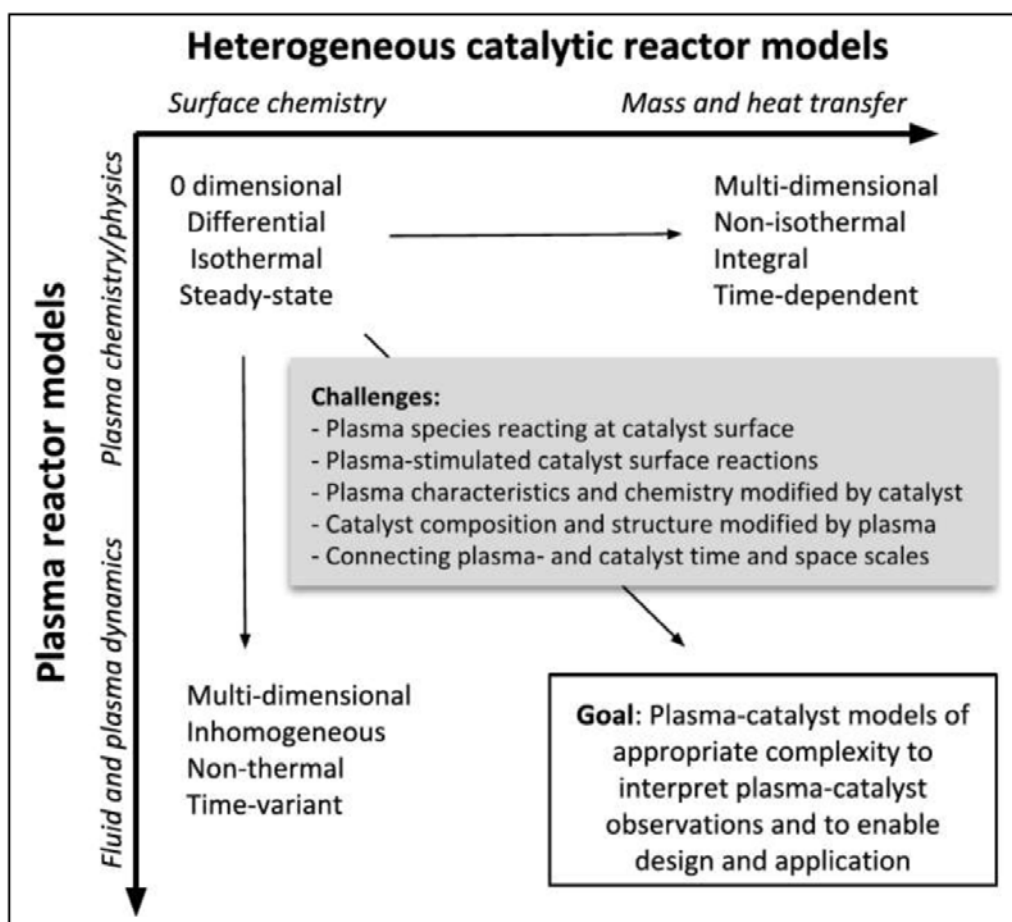 Heterogeneous catalytic reactor models
Surface chemistry
Mass and heat transfer
Plasma reactor models
Plasma chemistry/physics
Fluid and plasma dynamics
0 dimensional
Differential
Isothermal
Steady-state
Multi-dimensional
Non-isothermal
Integral
Time-dependent
Challenges:
- Plasma species reacting at catalyst surface
- Plasma-stimulated catalyst surface reactions
- Plasma characteristics and chemistry modified by catalyst
- Catalyst composition and structure modified by plasma
- Connecting plasma- and catalyst time and space scales
Multi-dimensional
Inhomogeneous
Non-thermal
Time-variant
Goal: Plasma-catalyst models of
appropriate complexity to
interpret plasma-catalyst
observations and to enable
design and application